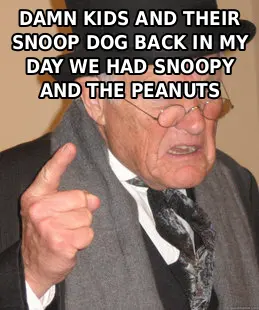 DAMN KIDS AND THEIR
SNOOP DOG BACK IN MY
DAY WE HAD SNOOPY
AND THE PEANUTS